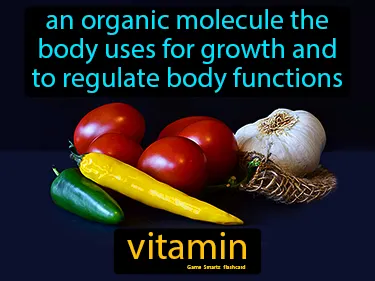 an organic molecule the
body uses for growth and
to regulate body functions
vitamin
Game Smartz flashcard